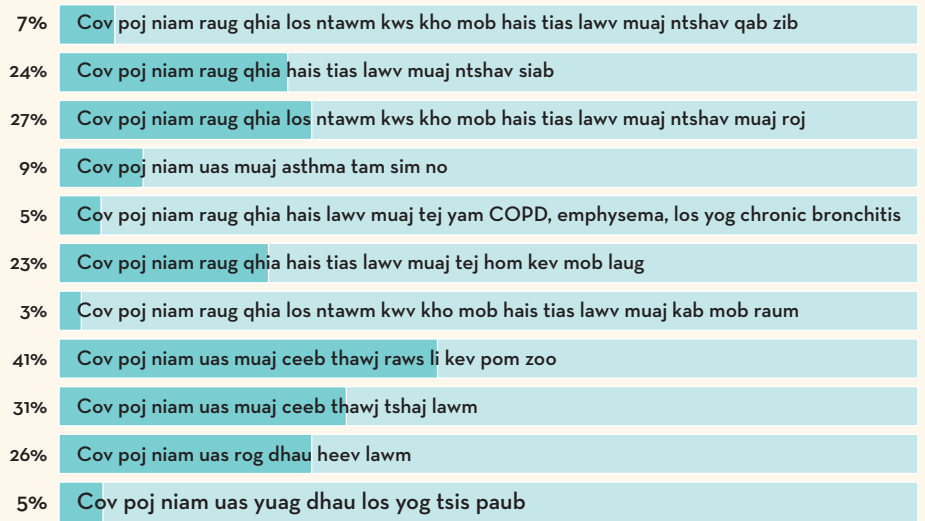 7% Cov poj niam raug qhia los ntawm kws kho mob hais tias lawv muaj ntshav qab zib
24% Cov poj niam raug qhia hais tias lawv muaj ntshav siab
27% Cov poj niam raug qhia los ntawm kws kho mob hais tias lawv muaj ntshav muaj roj
9% Cov poj niam uas muaj asthma tam sim no
5% Cov poj niam raug qhia hais lawv muaj tej yam COPD, emphysema, los yog chronic bronchitis
23% Cov poj niam raug qhia hais tias lawv muaj tej hom kev mob laug
3% Cov poj niam raug qhia los ntawm kwv kho mob hais tias lawv muaj kab mob raum
41% Cov poj niam uas muaj ceeb thawj raws li kev pom zoo
31% Cov poj niam uas muaj ceeb thawj tshaj lawm
26% Cov poj niam uas rog dhau heev lawm
5% Cov poj niam uas yuag dhau los yog tsis paub